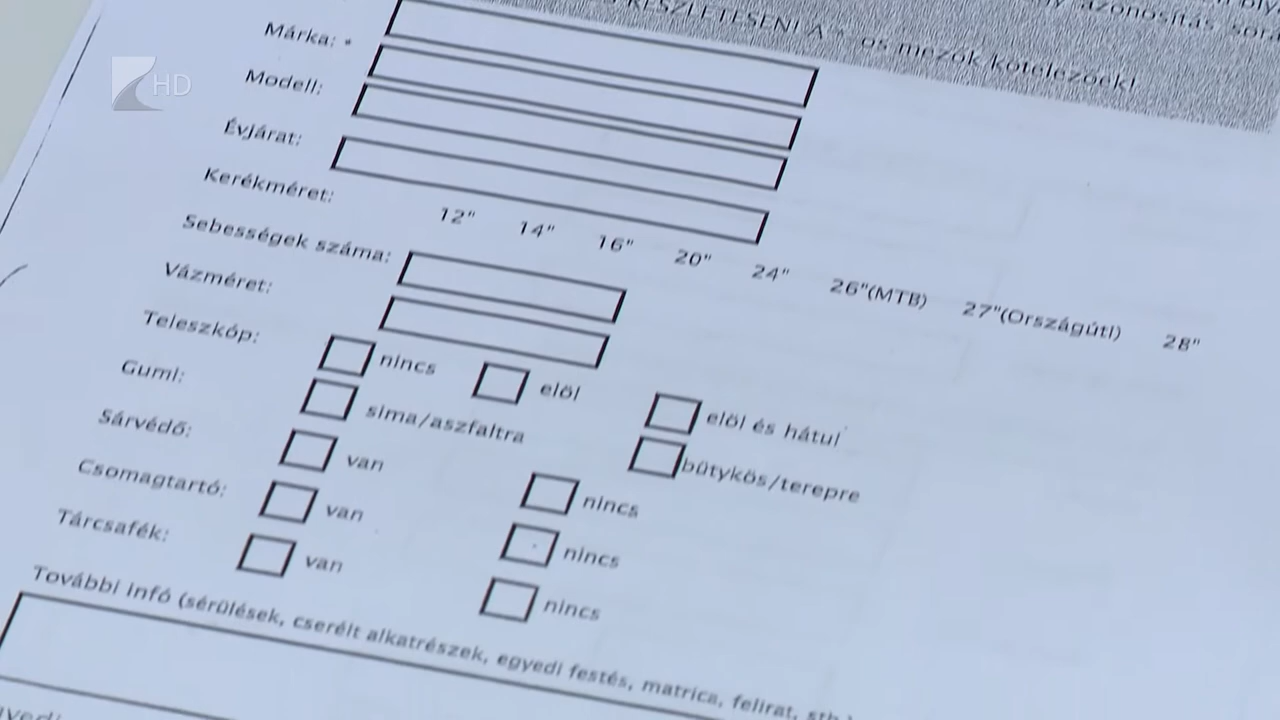 HD
azonosítás
RÉSZLETESEN! A *-os mezők kötelezőek!
Márka: *
Modell:
Évjárat:
Kerékméret:
12" 14" 16" 20" 24" 26"(MTB) 27"(Országúti) 28"
Sebességek száma:
Vázméret:
Teleszkóp: nincs elöl elöl és hátul
Gumi: sima/aszfaltra bütykös/terepre
Sárvédő: van nincs
Csomagtartó: van nincs
Tárcsafék: van nincs
További infó (sérülések, cserélt alkatrészek, egyedi festés, matrica, felirat, stb.)